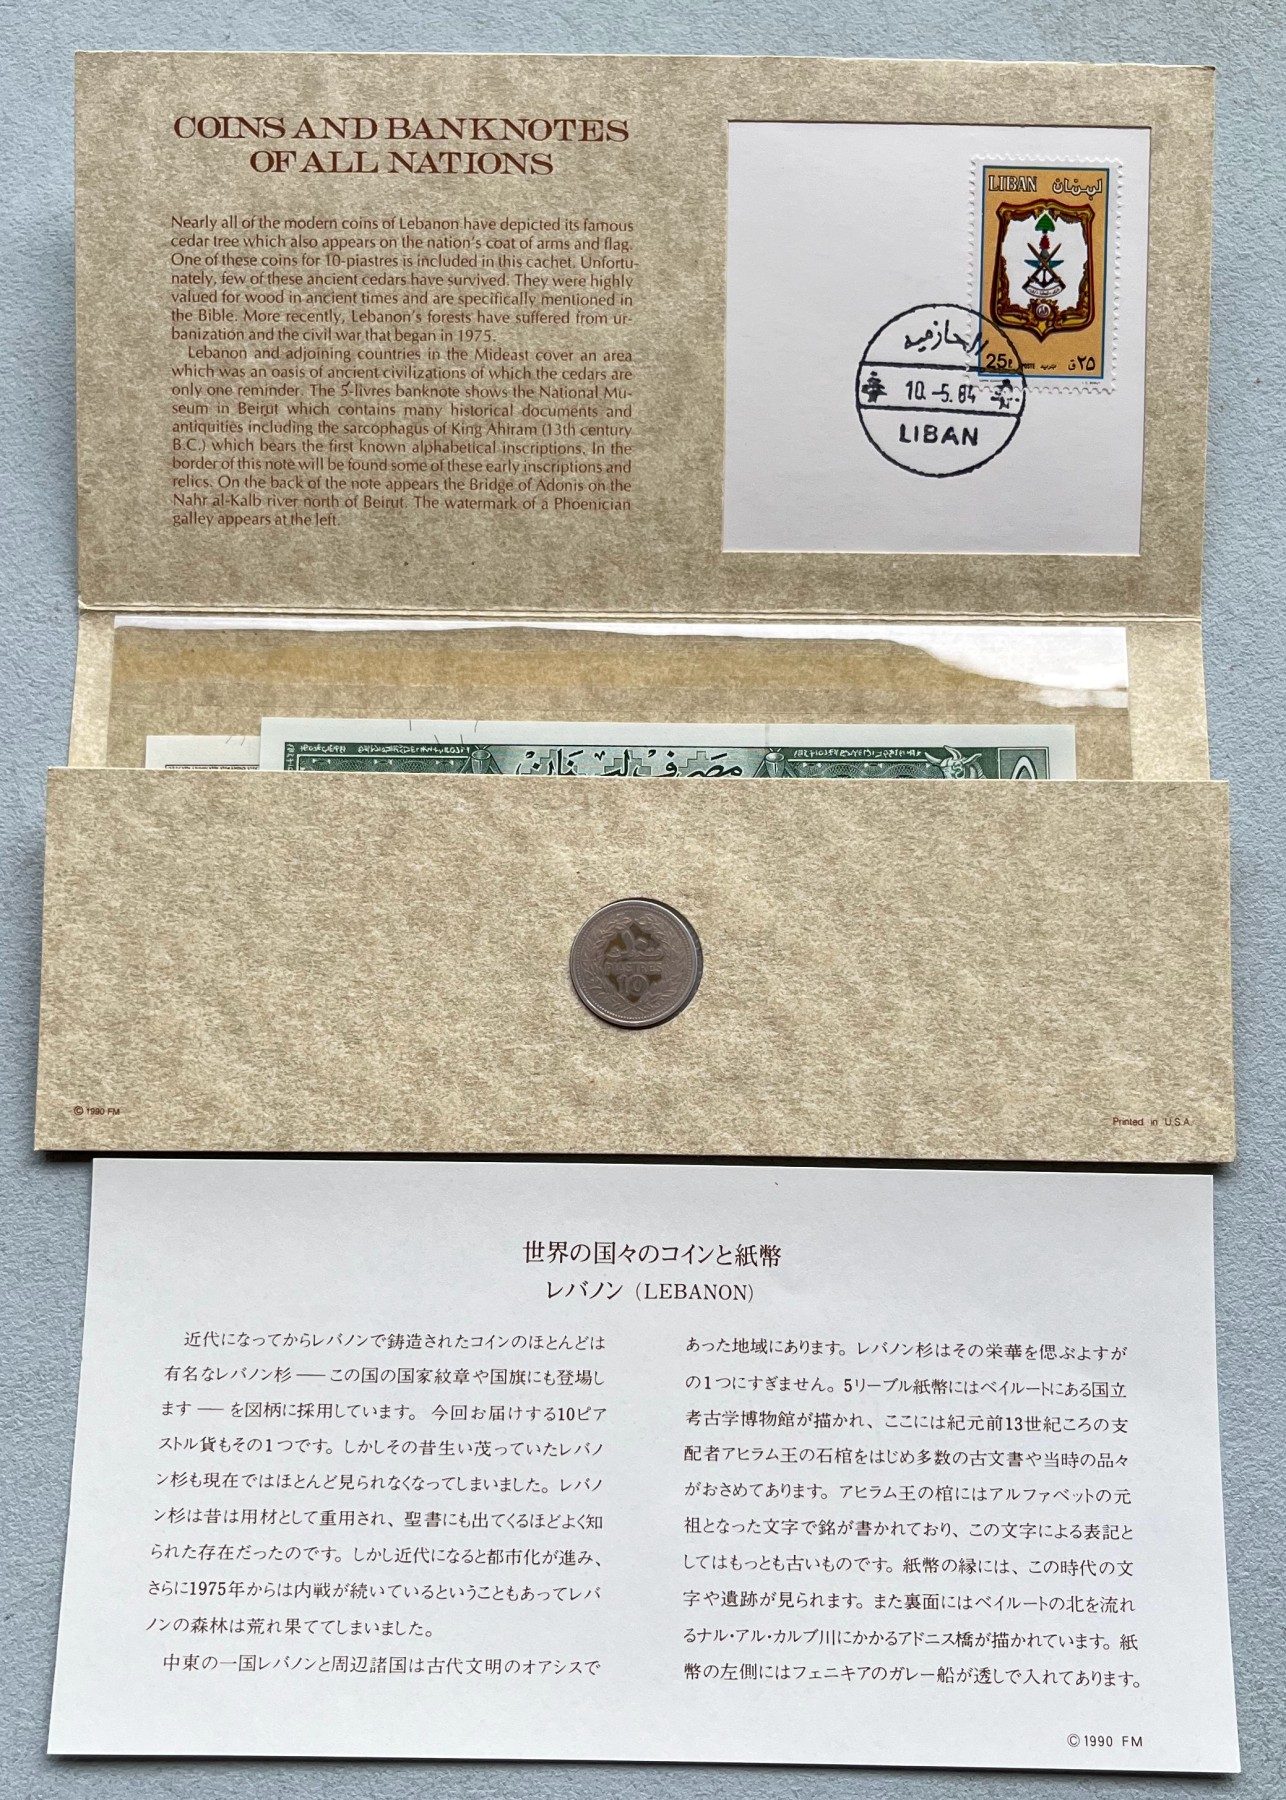 COINS AND BANKNOTES
OF ALL NATIONS
Nearly all of the modern coins of Lebanon have depicted its famous
cedar tree which also appears on the nation's coat of arms and flag.
One of these coins for 10-piastres is included in this cachet. Unfortu-
nately, few of these ancient cedars have survived. They were highly
valued for wood in ancient times and are specifically mentioned in
the Bible. More recently, Lebanon's forests have suffered from ur-
banization and the civil war that began in 1975.
Lebanon and adjoining countries in the Mideast cover an area
which was an oasis of ancient civilizations of which the cedars are
only one reminder. The 5-livres banknote shows the National Mu-
seum in Beirut which contains many historical documents and
antiquities including the sarcophagus of King Ahiram (13th century
B.C.) which bears the first known alphabetical inscriptions. In the
border of this note will be found some of these early inscriptions and
relics. On the back of the note appears the Bridge of Adonis on the
Nahr al-Kalb river north of Beirut. The watermark of a Phoenician
galley appears at the left.
LIBAN لبنان
25P POSTE بريدية ٢٥ق
الحازمية
10.-5.84
LIBAN
مصرف لبنان
10
© 1990 FM
Printed in U.S.A.
世界の国々のコインと紙幣
レバノン（LEBANON）
近代になってからレバノンで鋳造されたコインのほとんどは
有名なレバノン杉 ── この国の国家紋章や国旗にも登場し
ます ── を図柄に採用しています。今回お届けする10ピア
ストル貨もその1つです。しかしその昔生い茂っていたレバノ
ン杉も現在ではほとんど見られなくなってしまいました。レバ
ノン杉は昔は用材として重用され、聖書にも出てくるほどよく知
られた存在だったのです。しかし近代になると都市化が進み、
さらに1975年からは内戦が続いているということもあってレバ
ノンの森林は荒れ果ててしまいました。
中東の一国レバノンと周辺諸国は古代文明のオアシスで
あった地域にあります。レバノン杉はその栄華を偲ぶよすが
の1つにすぎません。5リーブル紙幣にはベイルートにある国立
考古学博物館が描かれ、ここには紀元前13世紀ころの支
配者アヒラム王の石棺をはじめ多数の古文書や当時の品々
がおさめてあります。アヒラム王の棺にはアルファベットの元
祖となった文字で銘が書かれており、この文字による表記と
してはもっとも古いものです。紙幣の縁には、この時代の文
字や遺跡が見られます。また裏面にはベイルートの北を流れ
るナル・アル・カルブ川にかかるアドニス橋が描かれています。紙
幣の左側にはフェニキアのガレー船が透しで入れてあります。
©1990 FM